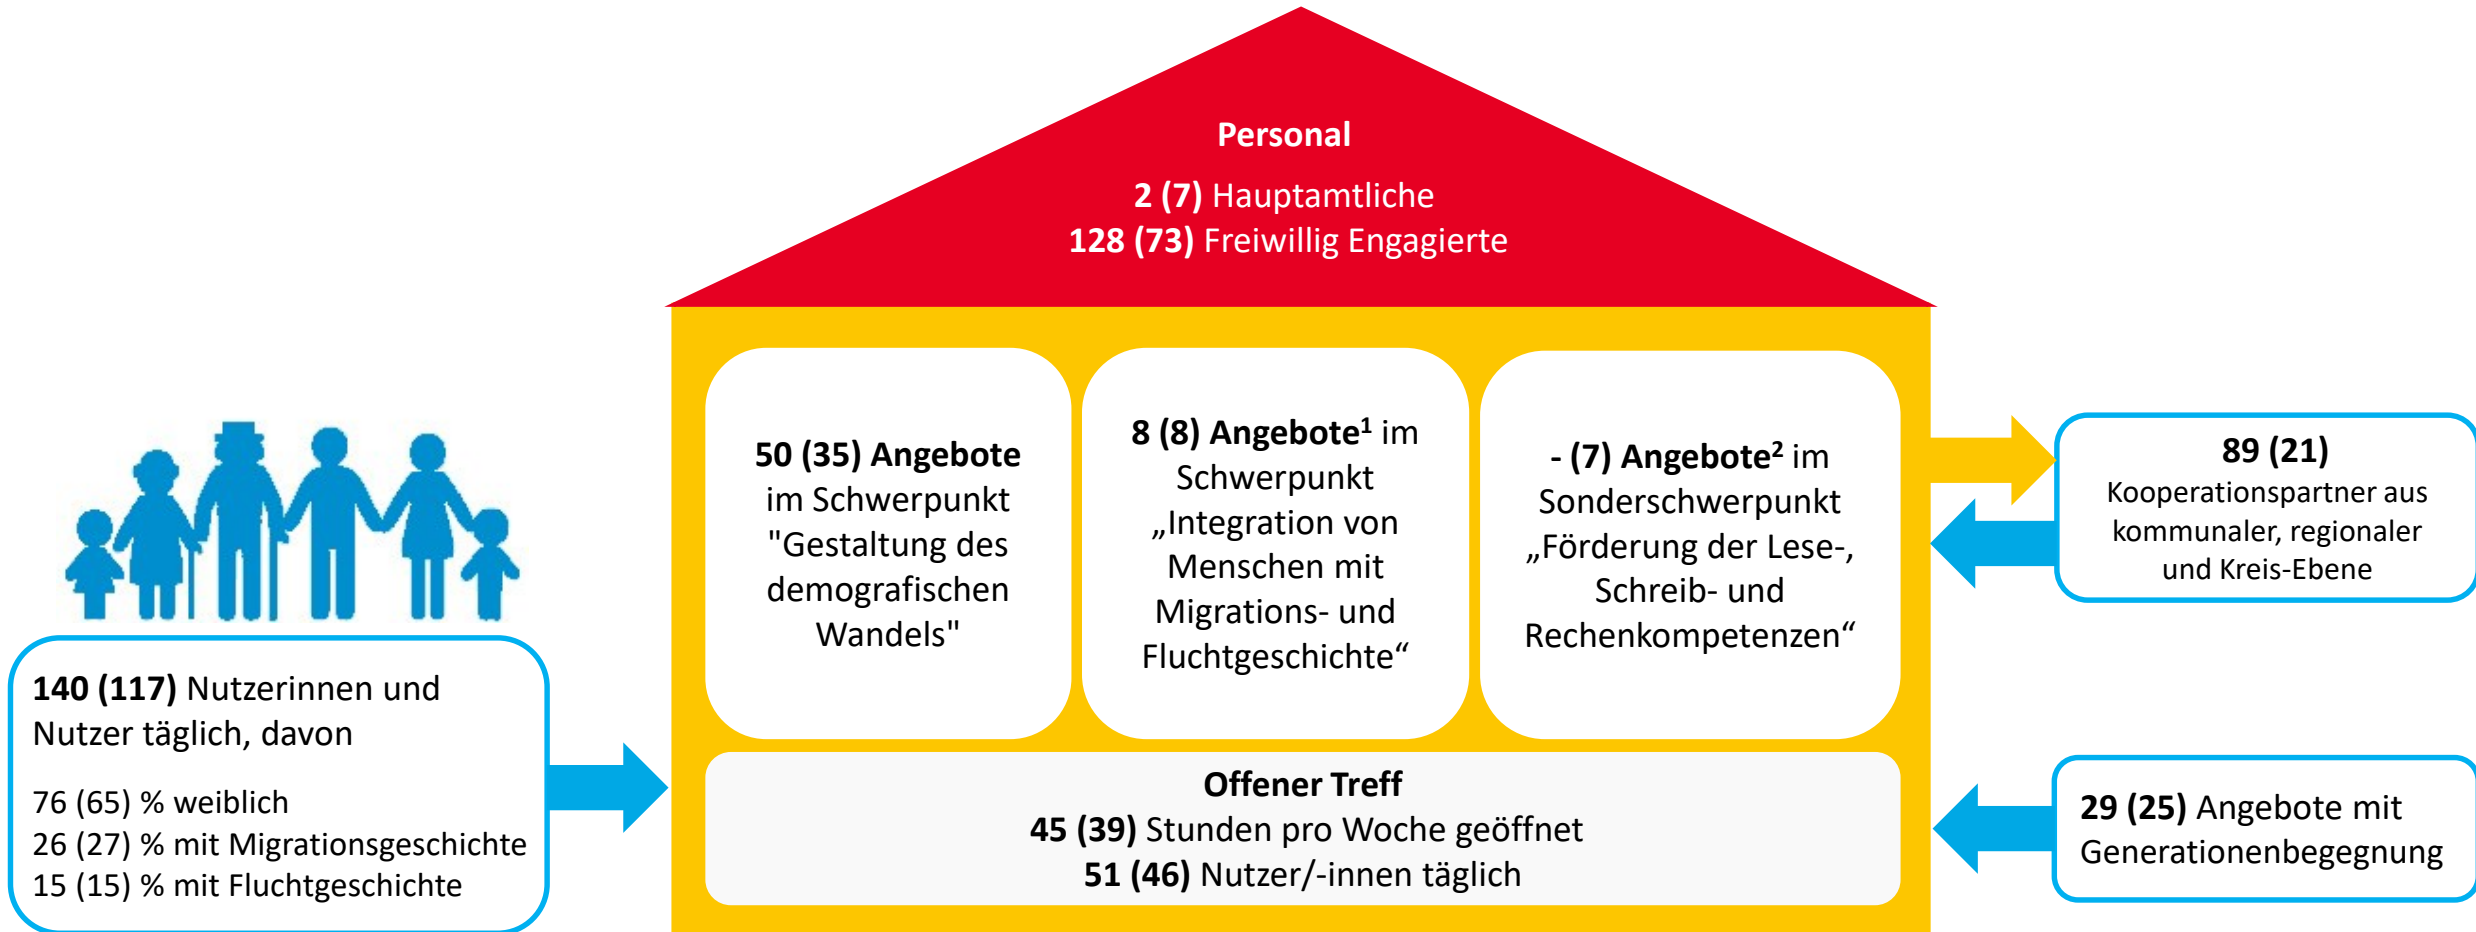 Personal
2 (7) Hauptamtliche
128 (73) Freiwillig Engagierte
50 (35) Angebote
im Schwerpunkt
"Gestaltung des
demografischen
Wandels"
8 (8) Angebote¹ im
Schwerpunkt
„Integration von
Menschen mit
Migrations- und
Fluchtgeschichte“
- (7) Angebote² im
Sonderschwerpunkt
„Förderung der Lese-,
Schreib- und
Rechenkompetenzen“
89 (21)
Kooperationspartner aus
kommunaler, regionaler
und Kreis-Ebene
140 (117) Nutzerinnen und
Nutzer täglich, davon
76 (65) % weiblich
26 (27) % mit Migrationsgeschichte
15 (15) % mit Fluchtgeschichte
Offener Treff
45 (39) Stunden pro Woche geöffnet
51 (46) Nutzer/-innen täglich
29 (25) Angebote mit
Generationenbegegnung